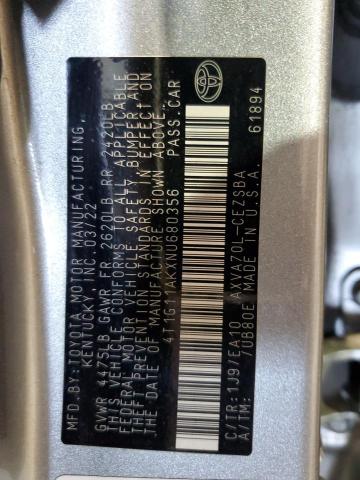 MFD.BY:TOYOTA MOTOR MANUFACTURING
KENTUCKY INC 03/22
GVWR 4475LB GAWR FR 2620LB RR 2420LB
THIS VEHICLE CONFORMS TO ALL APPLICABLE
FEDERAL MOTOR VEHICLE SAFETY BUMPER AND
THEFT PREVENTION STANDARDS IN EFFECT ON
THE DATE OF MANUFACTURE SHOWN ABOVE.
4T1G11AKXNU680356 PASS.CAR
C/TR:1J9/EA10 AXVA70L-CEZSBA
A/TM: /UB80E MADE IN U.S.A. 61894